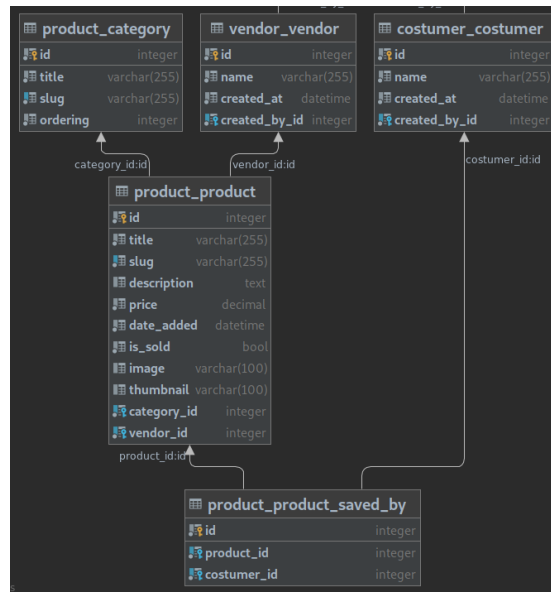 product_category
id integer
title varchar(255)
slug varchar(255)
ordering integer
vendor_vendor
id integer
name varchar(255)
created_at datetime
created_by_id integer
costumer_costumer
id integer
name varchar(255)
created_at datetime
created_by_id integer
category_id:id
vendor_id:id
costumer_id:id
product_product
id integer
title varchar(255)
slug varchar(255)
description text
price decimal
date_added datetime
is_sold bool
image varchar(100)
thumbnail varchar(100)
category_id integer
vendor_id integer
product_id:id
product_product_saved_by
id integer
product_id integer
costumer_id integer